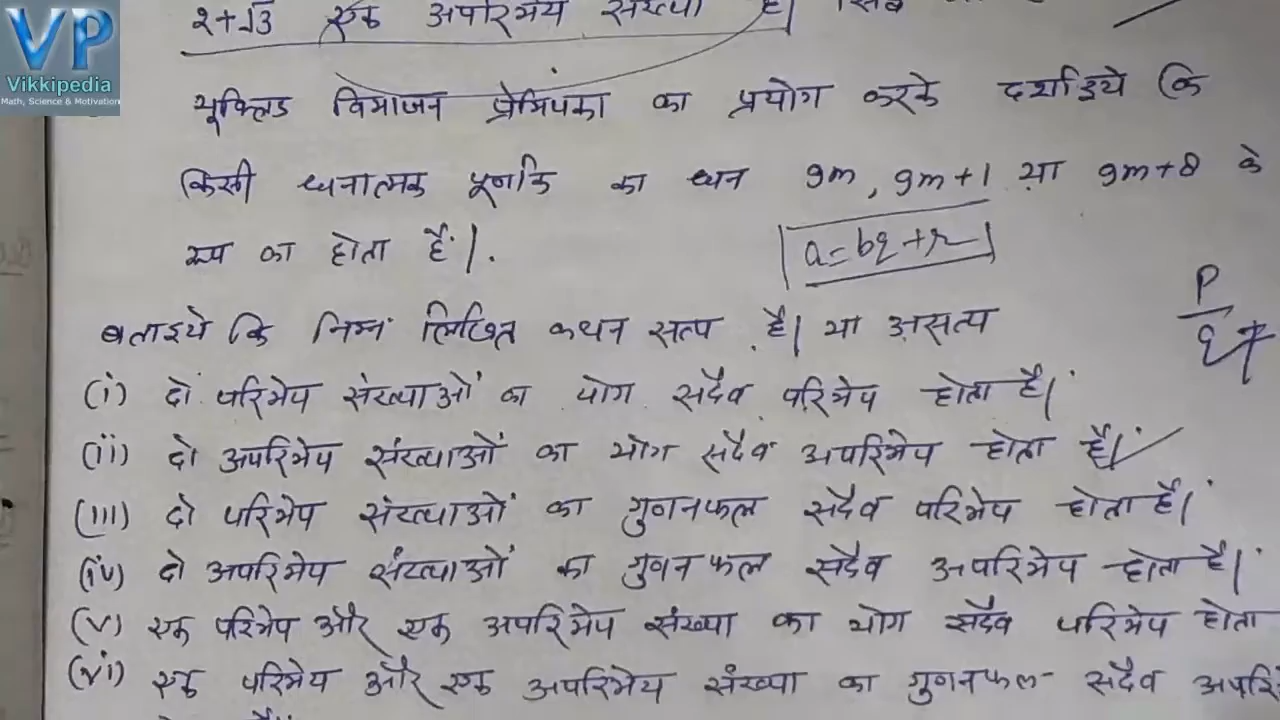 VP
Vikkipedia
Math, Science & Motivation
2+√3 एक अपरिमेय संख्या है। सिद्ध
यूक्लिड विभाजन प्रेमियका का प्रयोग करके दर्शाइये कि
किसी धनात्मक पूर्णांक का धन 9m, 9m+1 या 9m+8 के
रूप का होता है।
a=bq+r
P
q
बताइये कि निम्न लिखित कथन सत्य है। या असत्य
(i) दो परिमेय संख्याओं का योग सदैव परिमेय होता है।
(ii) दो अपरिमेय संख्याओं का योग सदैव अपरिमेय होता है।
(iii) दो परिमेय संख्याओं का गुणनफल सदैव परिमेय होता है।
(iv) दो अपरिमेय संख्याओं का गुणनफल सदैव अपरिमेय होता है।
(v) एक परिमेय और एक अपरिमेय संख्या का योग सदैव परिमेय होता
(vi) एक परिमेय और एक अपरिमेय संख्या का गुणनफल सदैव अपरि